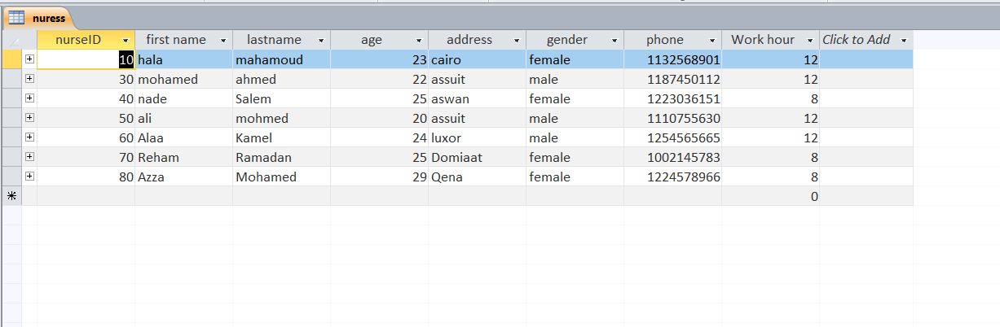 nuress
nurseID first name lastname age address gender phone Work hour Click to Add
10 hala mahamoud 23 cairo female 1132568901 12
30 mohamed ahmed 22 assuit male 1187450112 12
40 nade Salem 25 aswan female 1223036151 8
50 ali mohmed 20 assuit male 1110755630 12
60 Alaa Kamel 24 luxor male 1254565665 12
70 Reham Ramadan 25 Domiaat female 1002145783 8
80 Azza Mohamed 29 Qena female 1224578966 8
0